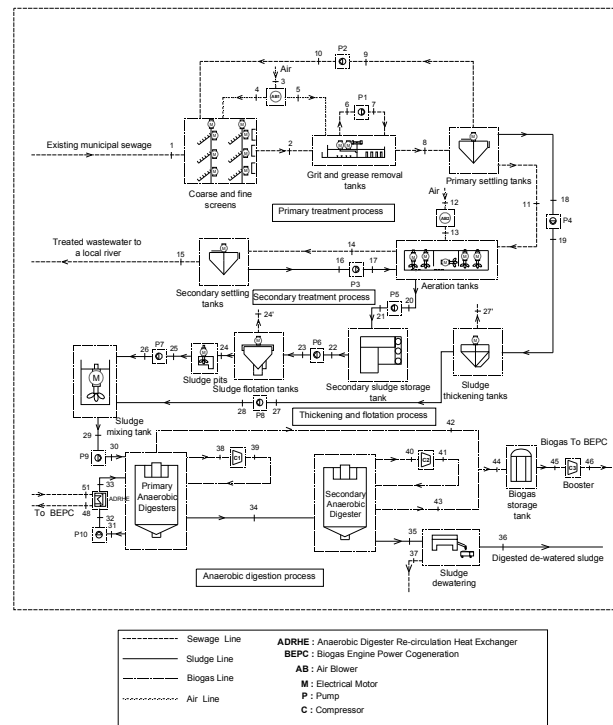 10
P2
9
Air
3
4
AB1
5
P1
6
7
Existing municipal sewage
1
2
8
Coarse and fine
screens
Grit and grease removal
tanks
Primary settling tanks
Primary treatment process
Air
12
AB2
13
11
18
P4
19
Treated wastewater to
a local river
15
14
16
17
P3
Secondary settling
tanks
Secondary treatment process
Aeration tanks
P5
20
21
24'
27'
P7
26
25
24
23
P6
22
Sludge pits
Sludge flotation tanks
Secondary sludge storage
tank
Sludge
thickening tanks
M
28
P8
27
Sludge
mixing tank
Thickening and flotation process
29
P9
30
42
38
C1
39
40
C2
41
Biogas To BEPC
44
45
C3
46
Booster
33
51
ADRHE
48
To BEPC
32
P10
31
Primary
Anaerobic
Digesters
34
Secondary
Anaerobic
Digester
43
Biogas
storage
tank
35
36
37
Sludge
dewatering
Digested de-watered sludge
Anaerobic digestion process
Sewage Line
Sludge Line
Biogas Line
Air Line
ADRHE : Anaerobic Digester Re-circulation Heat Exchanger
BEPC : Biogas Engine Power Cogeneration
AB : Air Blower
M : Electrical Motor
P : Pump
C : Compressor